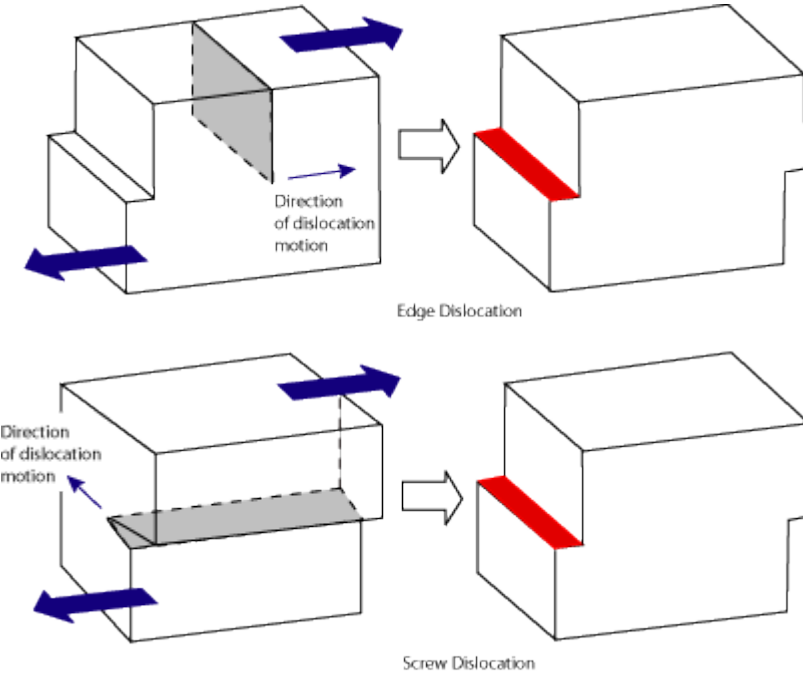 Direction
of dislocation
motion
Edge Dislocation
Direction
of dislocation
motion
Screw Dislocation